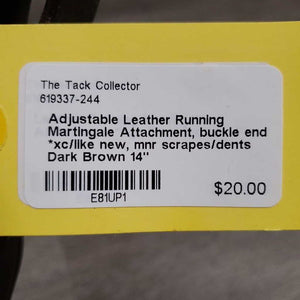 The Tack Collector
619337-244
Adjustable Leather Running
Martingale Attachment, buckle end
*xc/like new, mnr scrapes/dents
Dark Brown 14"
E81UP1
$20.00